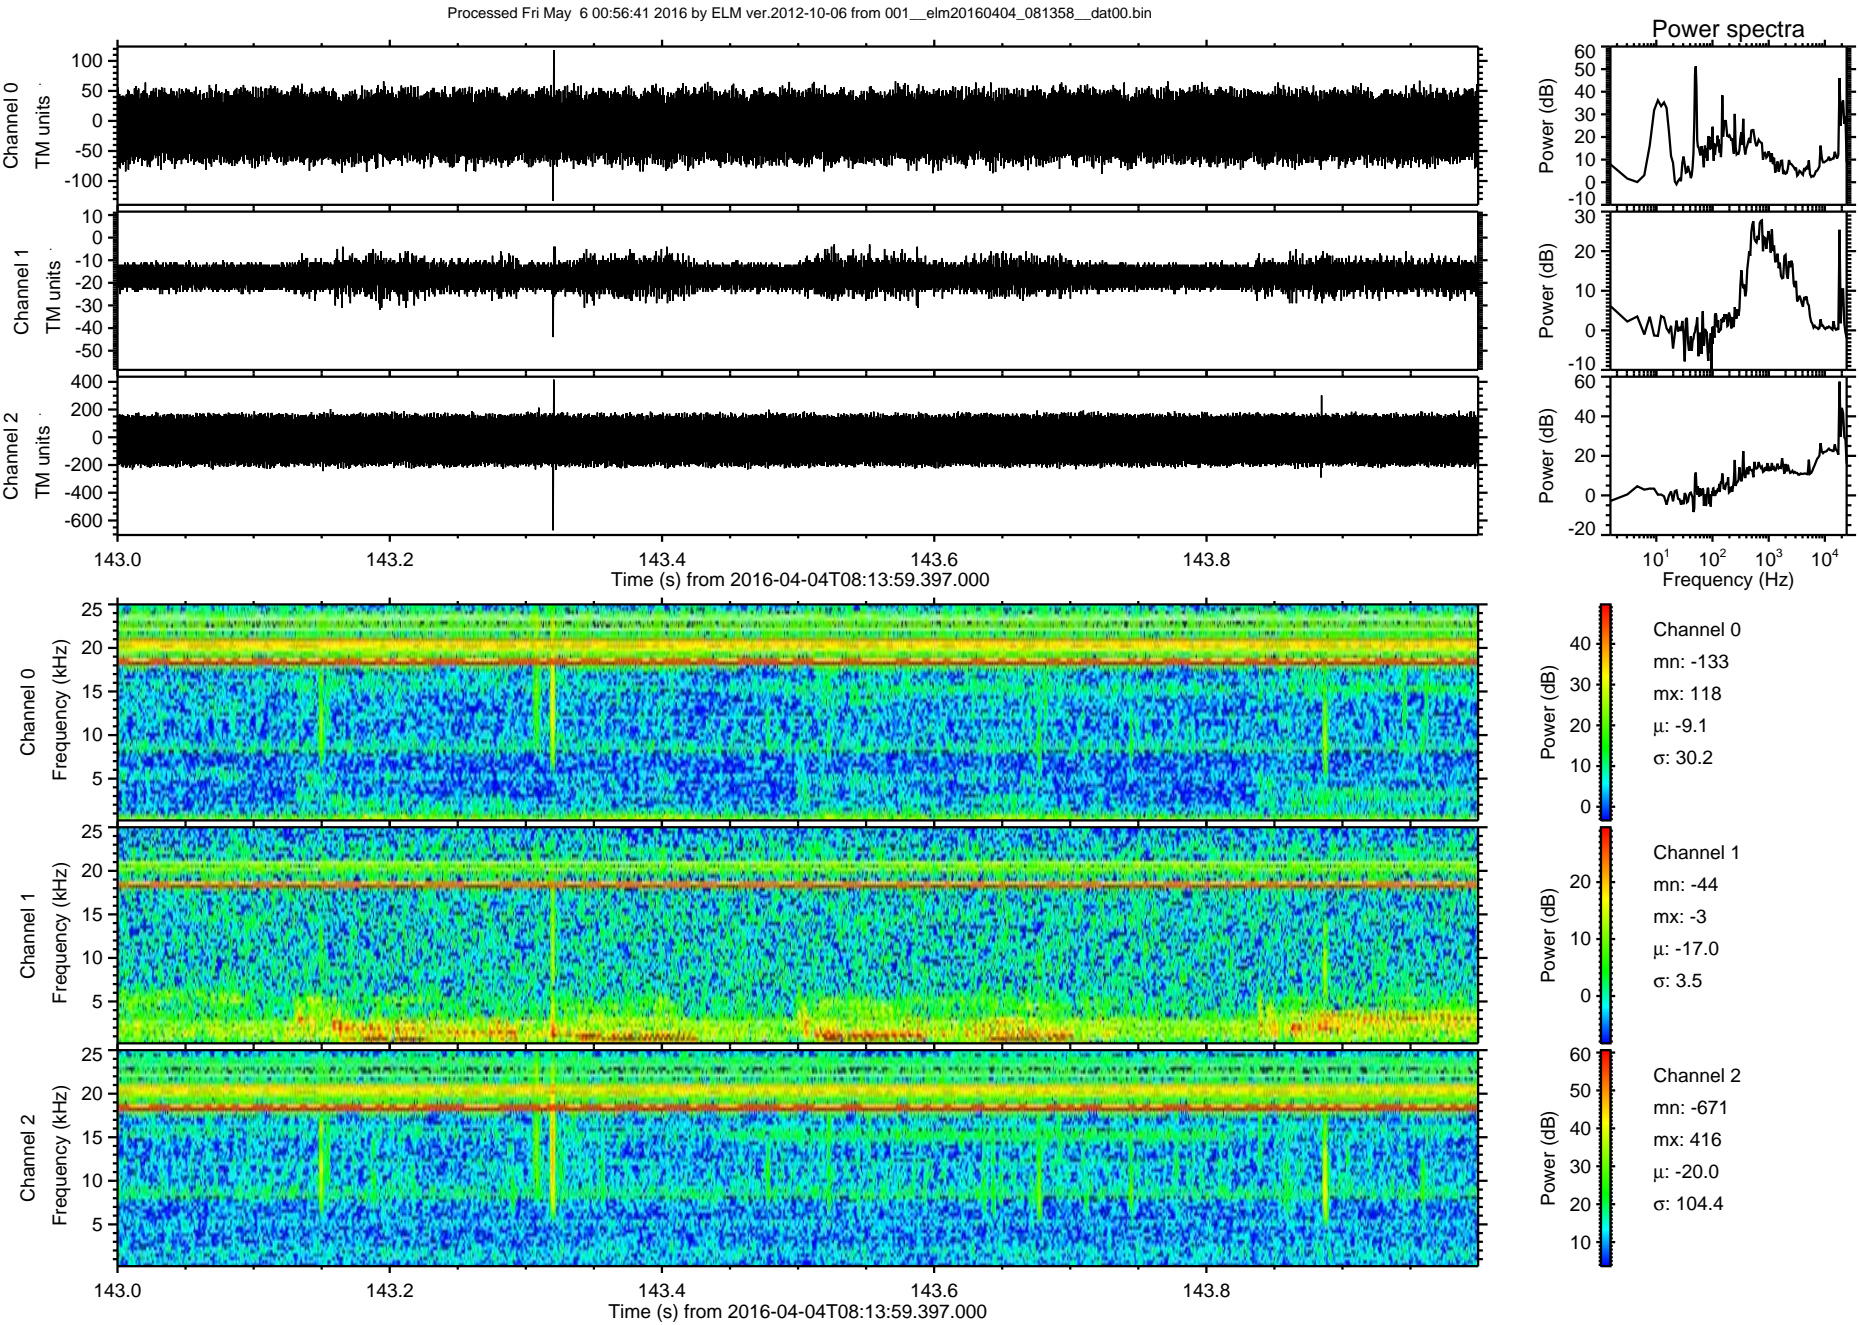 Processed Fri May  6 00:56:41 2016 by ELM ver.2012-10-06 from 001__elm20160404_081358__dat00.bin
Power spectra
Channel 0
TM units
100
50
0
-50
-100
Power (dB)
60
50
40
30
20
10
0
-10
Channel 1
TM units
10
0
-10
-20
-30
-40
-50
Power (dB)
30
20
10
0
-10
Channel 2
TM units
400
200
0
-200
-400
-600
Power (dB)
60
40
20
0
-20
143.0 143.2 143.4 143.6 143.8
Time (s) from 2016-04-04T08:13:59.397.000
10¹ 10² 10³ 10⁴
Frequency (Hz)
Channel 0
Frequency (kHz)
25
20
15
10
5
Power (dB)
40
30
20
10
0
Channel 0
mn: -133
mx: 118
μ: -9.1
σ: 30.2
Channel 1
Frequency (kHz)
25
20
15
10
5
Power (dB)
20
10
0
Channel 1
mn: -44
mx: -3
μ: -17.0
σ: 3.5
Channel 2
Frequency (kHz)
25
20
15
10
5
Power (dB)
60
50
40
30
20
10
Channel 2
mn: -671
mx: 416
μ: -20.0
σ: 104.4
143.0 143.2 143.4 143.6 143.8
Time (s) from 2016-04-04T08:13:59.397.000